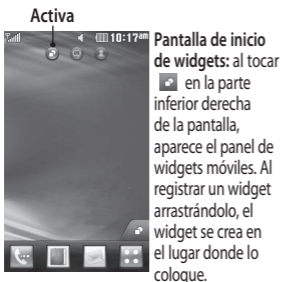 Activa
10:17am
Pantalla de inicio
de widgets: al tocar
en la parte
inferior derecha
de la pantalla,
aparece el panel de
widgets móviles. Al
registrar un widget
arrastrándolo, el
widget se crea en
el lugar donde lo
coloque.